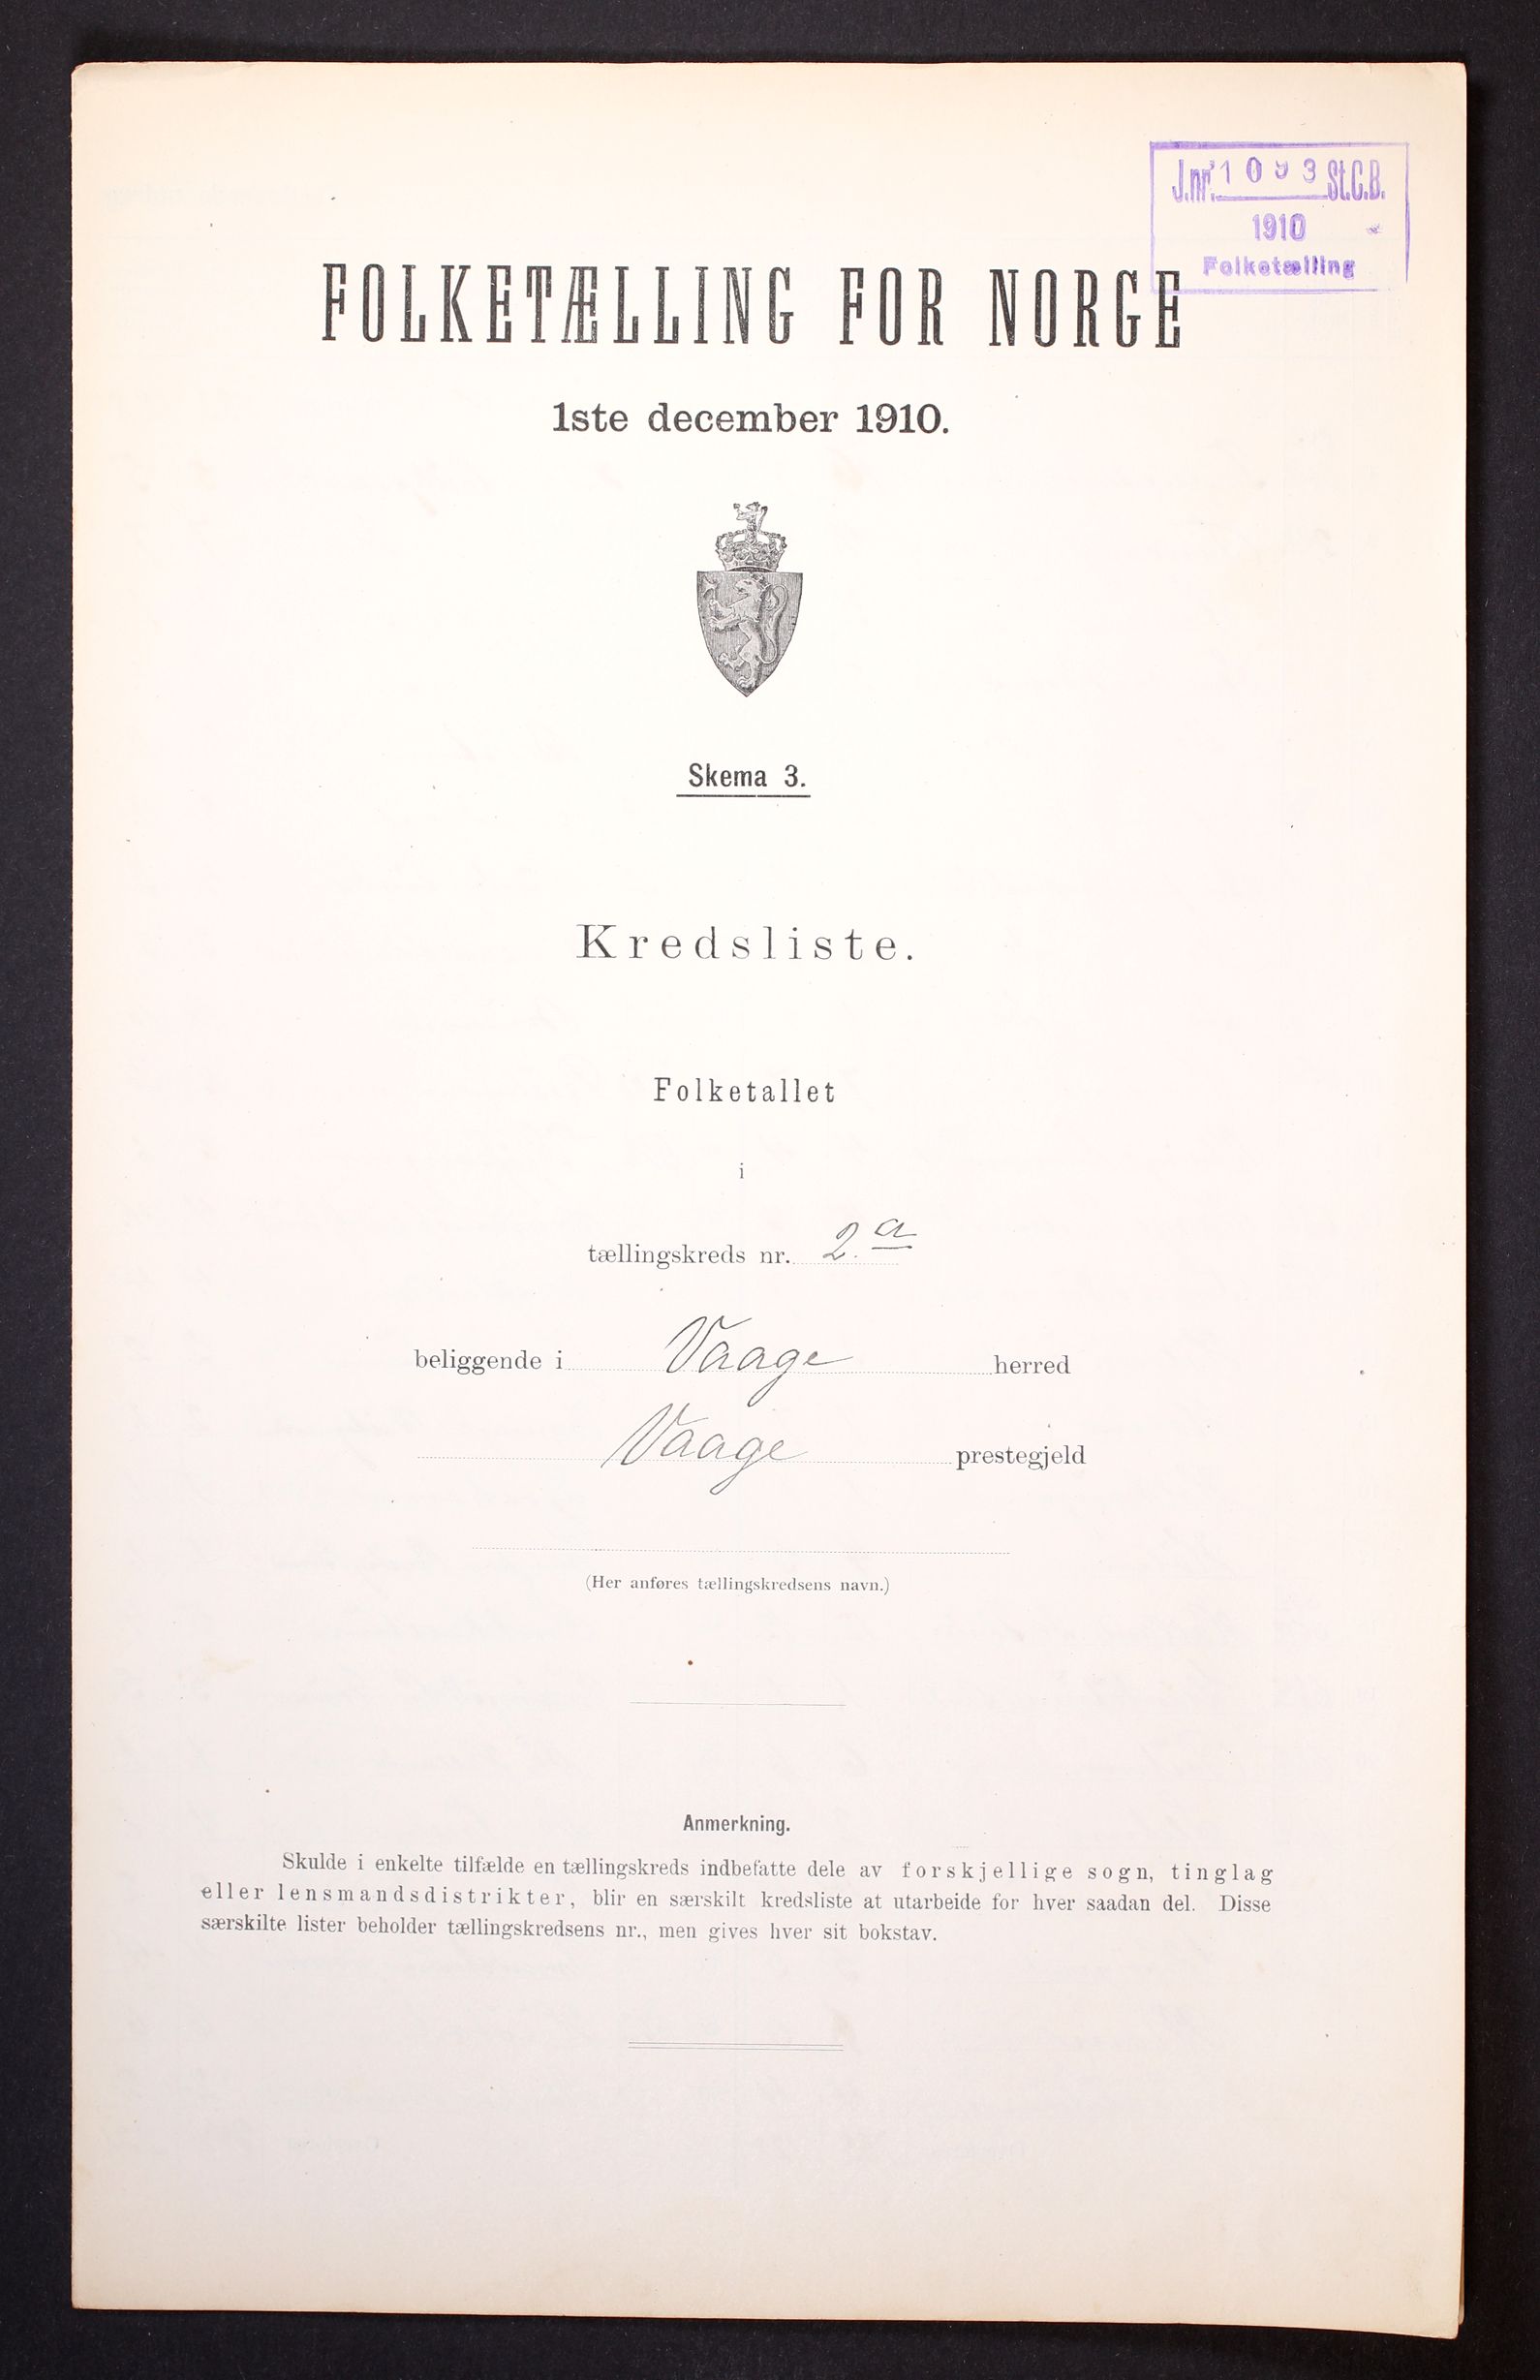 J.nr. 1093 St.C.B.
1910
Folketælling
FOLKETÆLLING FOR NORGE
1ste december 1910.
Skema 3.
Kredsliste.
Folketallet
i
tællingskreds nr. 2.a
beliggende i Vaage herred
Vaage prestegjeld
(Her anføres tællingskredsens navn.)
Anmerkning.
Skulde i enkelte tilfælde en tællingskreds indbefatte dele av forskjellige sogn, tinglag
eller lensmandsdistrikter, blir en særskilt kredsliste at utarbeide for hver saadan del. Disse
særskilte lister beholder tællingskredsens nr., men gives hver sit bokstav.